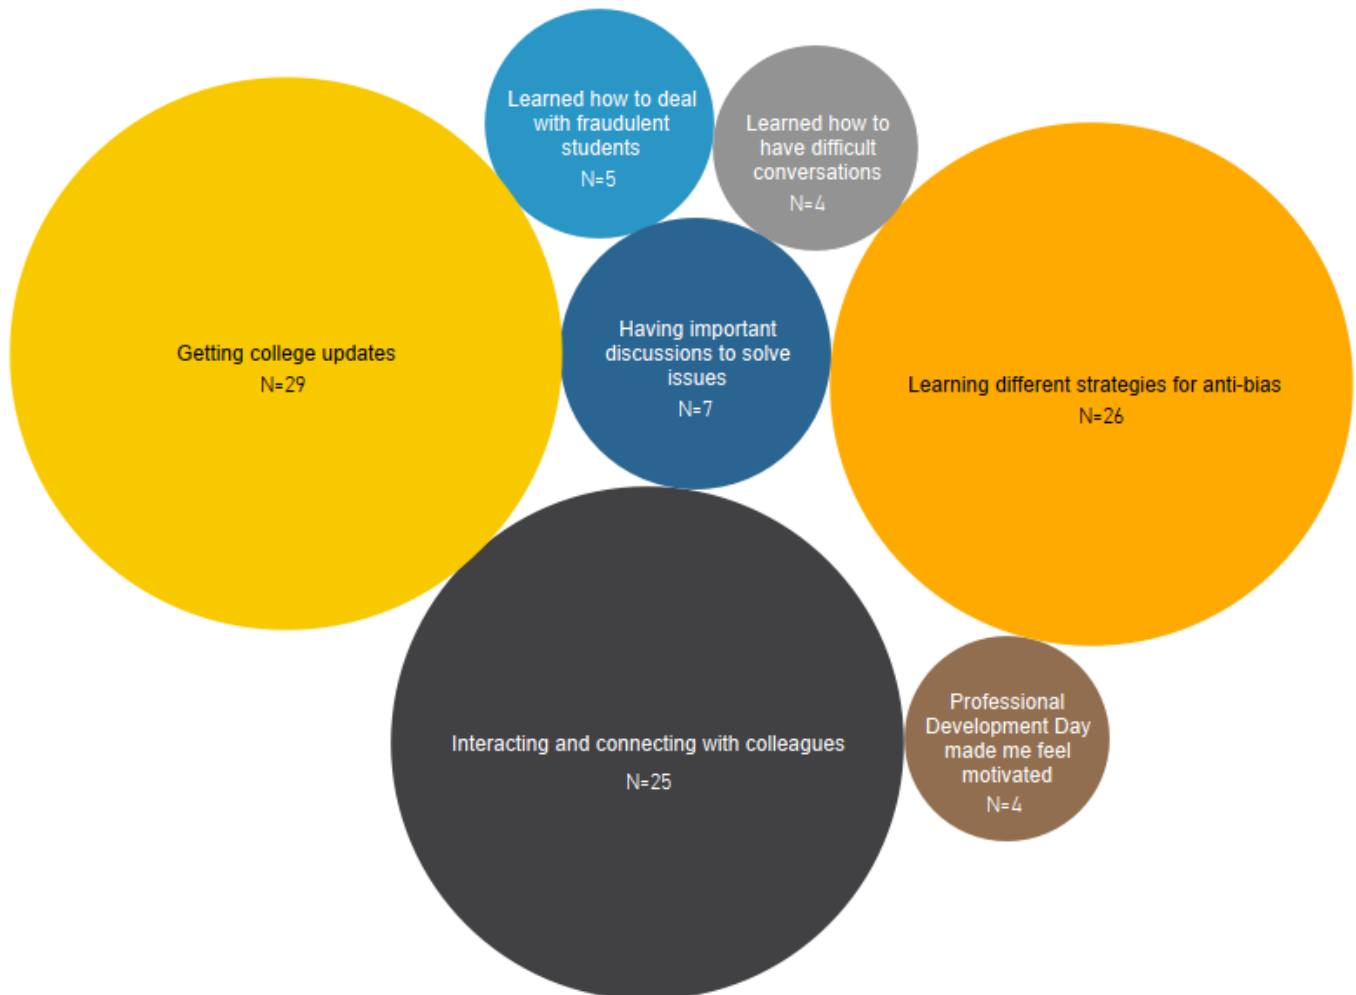 Learned how to deal
with fraudulent
students
N=5
Learned how to
have difficult
conversations
N=4
Getting college updates
N=29
Having important
discussions to solve
issues
N=7
Learning different strategies for anti-bias
N=26
Interacting and connecting with colleagues
N=25
Professional
Development Day
made me feel
motivated
N=4